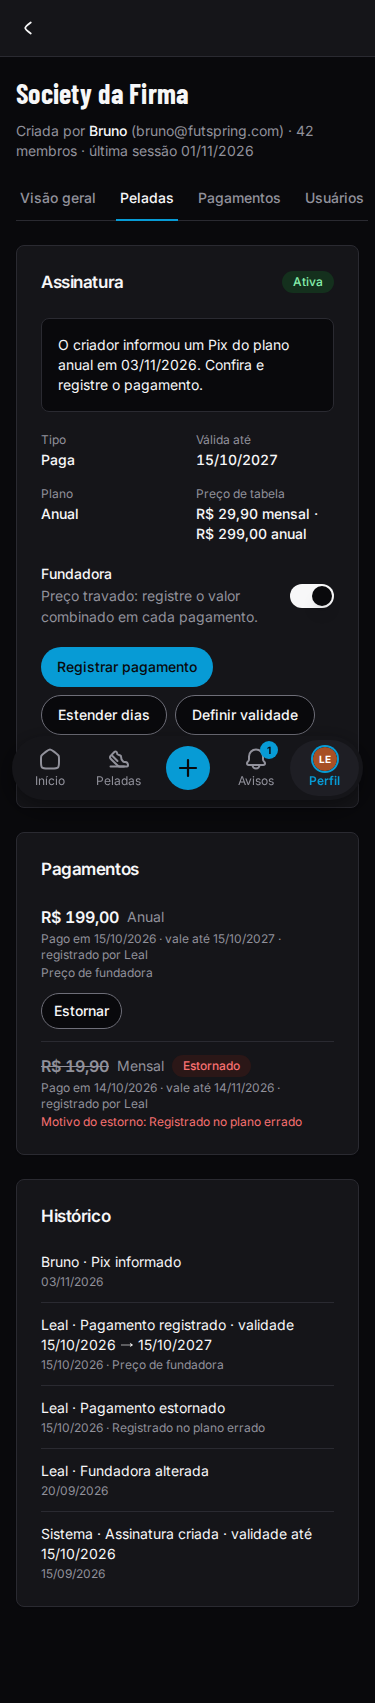 Society da Firma
Criada por Bruno (bruno@futspring.com) · 42
membros · última sessão 01/11/2026
Visão geral
Peladas
Pagamentos
Usuários
Assinatura
Ativa
O criador informou um Pix do plano
anual em 03/11/2026. Confira e
registre o pagamento.
Tipo
Paga
Válida até
15/10/2027
Plano
Anual
Preço de tabela
R$ 29,90 mensal ·
R$ 299,00 anual
Fundadora
Preço travado: registre o valor
combinado em cada pagamento.
Registrar pagamento
Estender dias
Definir validade
Início
Peladas
1
Avisos
LE
Perfil
Pagamentos
R$ 199,00 Anual
Pago em 15/10/2026 · vale até 15/10/2027 ·
registrado por Leal
Preço de fundadora
Estornar
R$ 19,90 Mensal Estornado
Pago em 14/10/2026 · vale até 14/11/2026 ·
registrado por Leal
Motivo do estorno: Registrado no plano errado
Histórico
Bruno · Pix informado
03/11/2026
Leal · Pagamento registrado · validade
15/10/2026 → 15/10/2027
15/10/2026 · Preço de fundadora
Leal · Pagamento estornado
15/10/2026 · Registrado no plano errado
Leal · Fundadora alterada
20/09/2026
Sistema · Assinatura criada · validade até
15/10/2026
15/09/2026